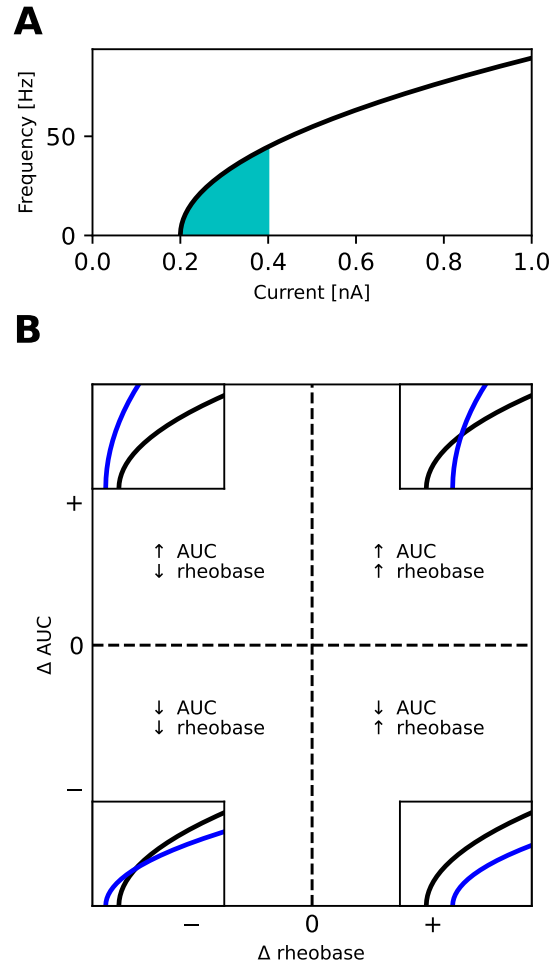 A
Frequency [Hz]
50
0
0.0 0.2 0.4 0.6 0.8 1.0
Current [nA]
B
+
↑ AUC
↓ rheobase
↑ AUC
↑ rheobase
Δ AUC
0
↓ AUC
↓ rheobase
↓ AUC
↑ rheobase
−
− 0 +
Δ rheobase